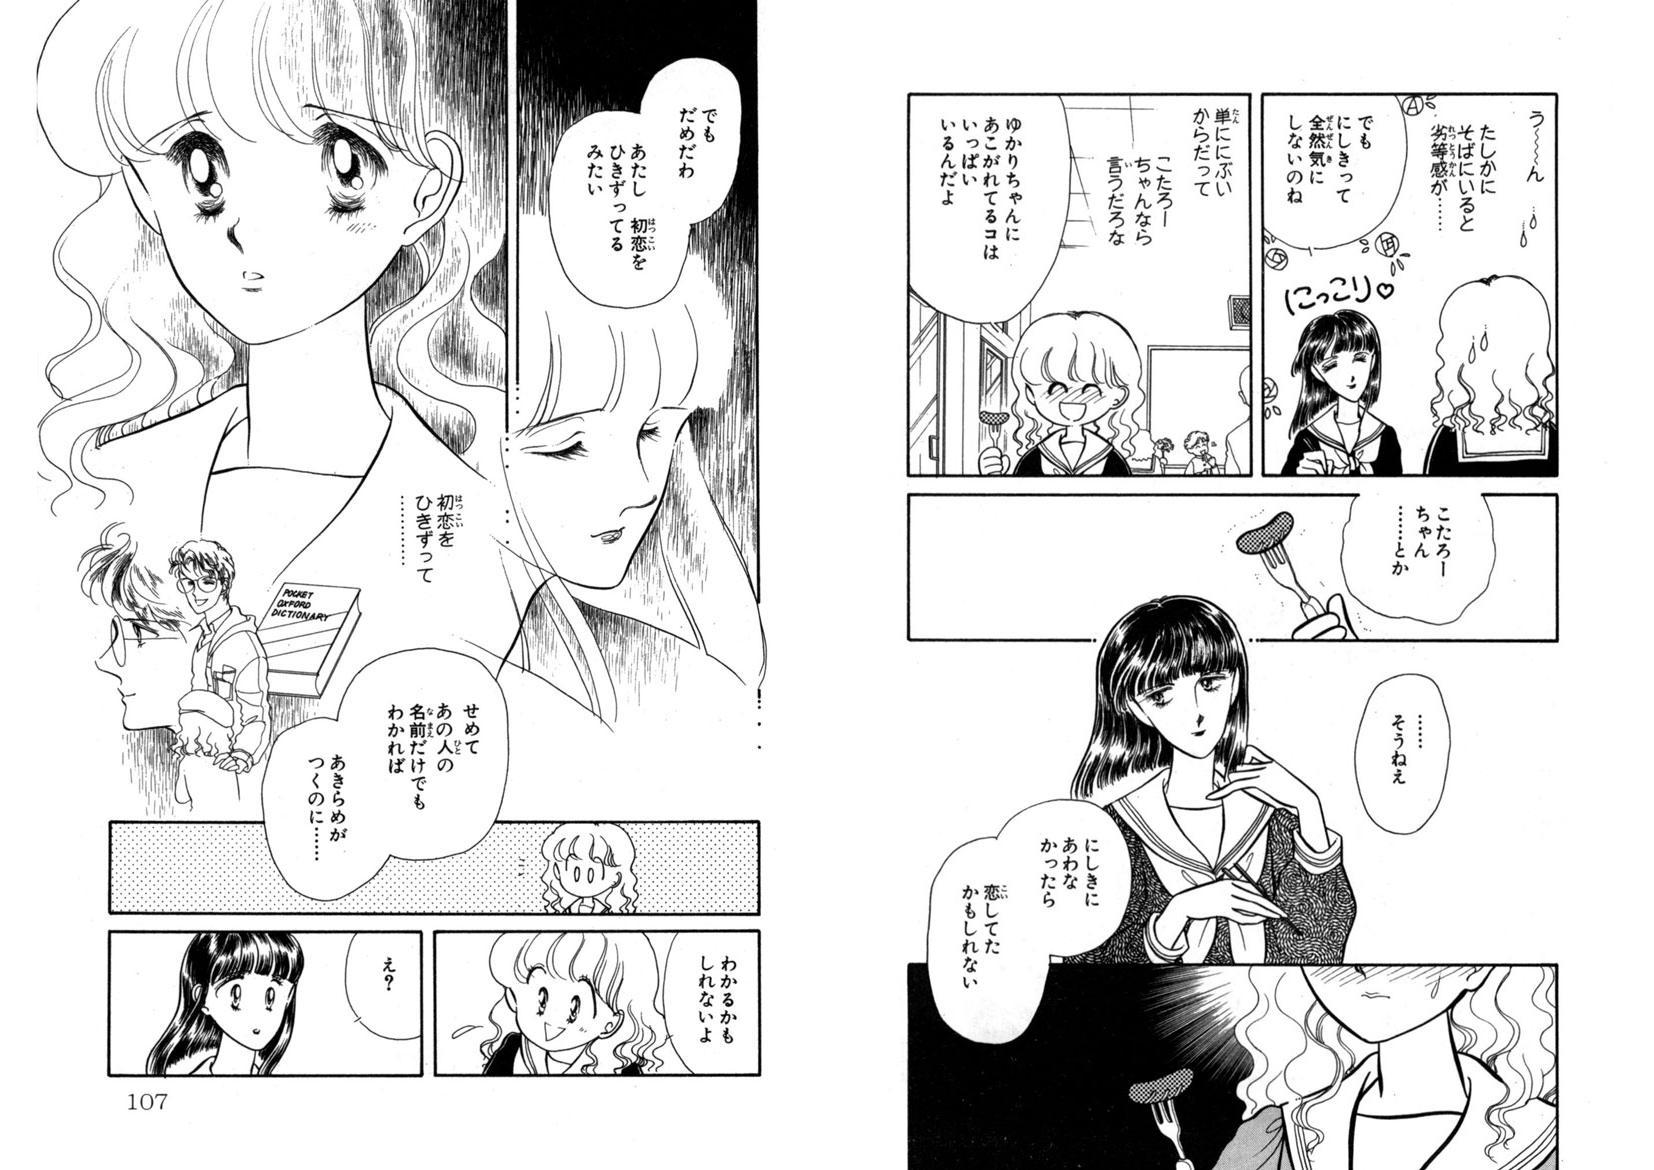 う～～～ん
たしかに
そばにいると
劣等感が……
でも
にしきって
全然気に
しないのね
にっこり♡
単ににぶい
からだって
こたろー
ちゃんなら
言うだろな
ゆかりちゃんに
あこがれてるコは
いっぱい
いるんだよ
こたろー
ちゃん
……とか
……
そうねえ
にしきに
あわな
かったら
恋してた
かもしれない
でも
だめだわ
あたし 初恋を
ひきずってる
みたい
初恋を
ひきずって
………
POCKET
OXFORD
DICTIONARY
せめて
あの人の
名前だけでも
わかれば
あきらめが
つくのに……
わかるかも
しれないよ
え?
107